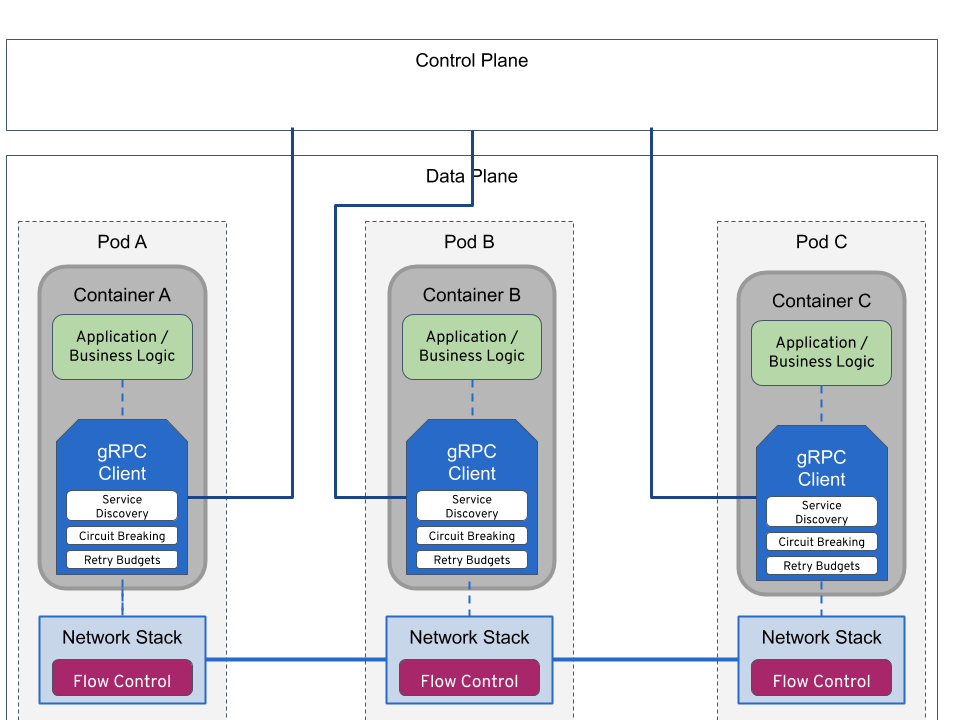 Control Plane
Data Plane
Pod A
Container A
Application /
Business Logic
gRPC
Client
Service
Discovery
Circuit Breaking
Retry Budgets
Network Stack
Flow Control
Pod B
Container B
Application /
Business Logic
gRPC
Client
Service
Discovery
Circuit Breaking
Retry Budgets
Network Stack
Flow Control
Pod C
Container C
Application /
Business Logic
gRPC
Client
Service
Discovery
Circuit Breaking
Retry Budgets
Network Stack
Flow Control